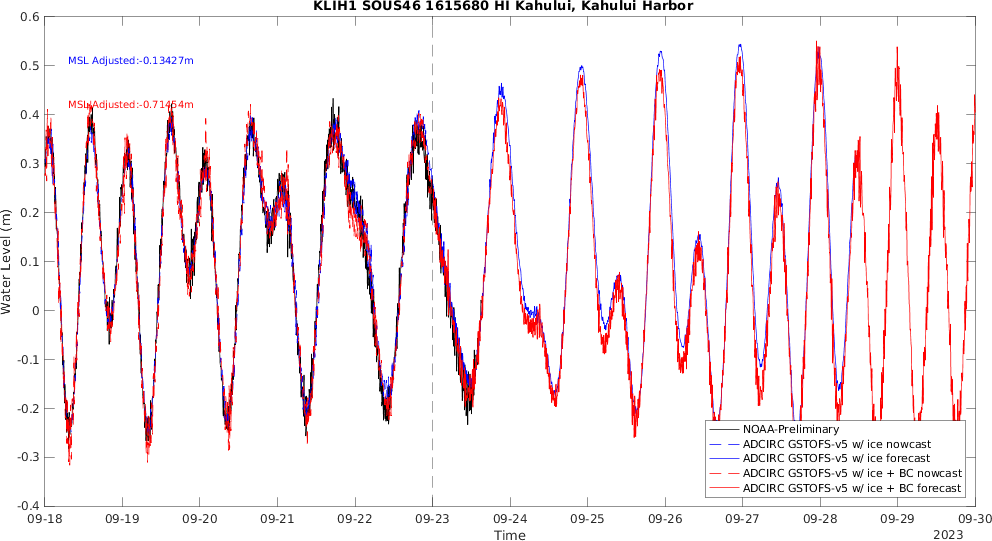 KLIH1 SOUS46 1615680 HI Kahului, Kahului Harbor
0.6
0.5
0.4
0.3
0.2
0.1
0
-0.1
-0.2
-0.3
-0.4
Water Level (m)
MSL Adjusted:-0.13427m
MSL Adjusted:-0.71454m
NOAA-Preliminary
ADCIRC GSTOFS-v5 w/ ice nowcast
ADCIRC GSTOFS-v5 w/ ice forecast
ADCIRC GSTOFS-v5 w/ ice + BC nowcast
ADCIRC GSTOFS-v5 w/ ice + BC forecast
09-18 09-19 09-20 09-21 09-22 09-23 09-24 09-25 09-26 09-27 09-28 09-29 09-30
Time
2023